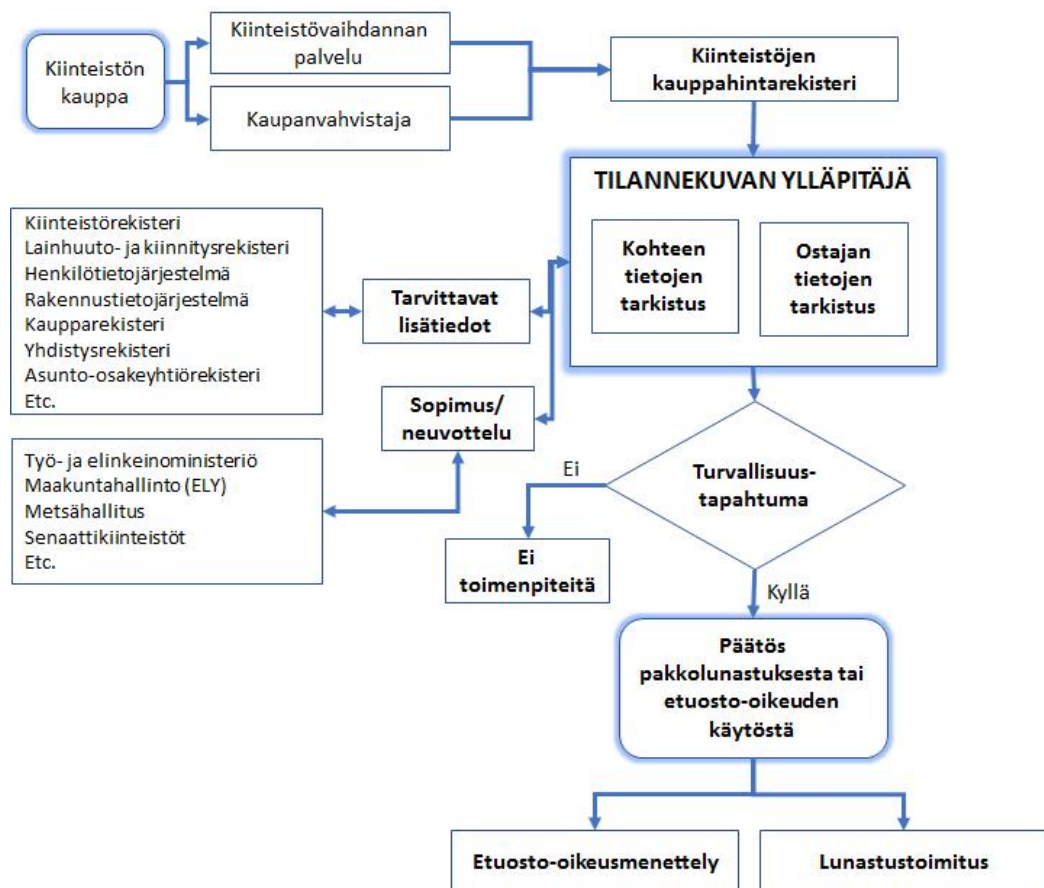 Kiinteistön
kauppa
Kiinteistövaihdannan
palvelu
Kaupanvahvistaja
Kiinteistöjen
kauppahintarekisteri
TILANNEKUVAN YLLÄPITÄJÄ
Kohteen
tietojen
tarkistus
Ostajan
tietojen
tarkistus
Kiinteistörekisteri
Lainhuuto- ja kiinnitysrekisteri
Henkilötietojärjestelmä
Rakennustietojärjestelmä
Kaupparekisteri
Yhdistysrekisteri
Asunto-osakeyhtiörekisteri
Etc.
Tarvittavat
lisätiedot
Sopimus/
neuvottelu
Työ- ja elinkeinoministeriö
Maakuntahallinto (ELY)
Metsähallitus
Senaattikiinteistöt
Etc.
Ei
Turvallisuus-
tapahtuma
Ei
toimenpiteitä
Kyllä
Päätös
pakkolunastuksesta tai
etuosto-oikeuden
käytöstä
Etuosto-oikeusmenettely
Lunastustoimitus